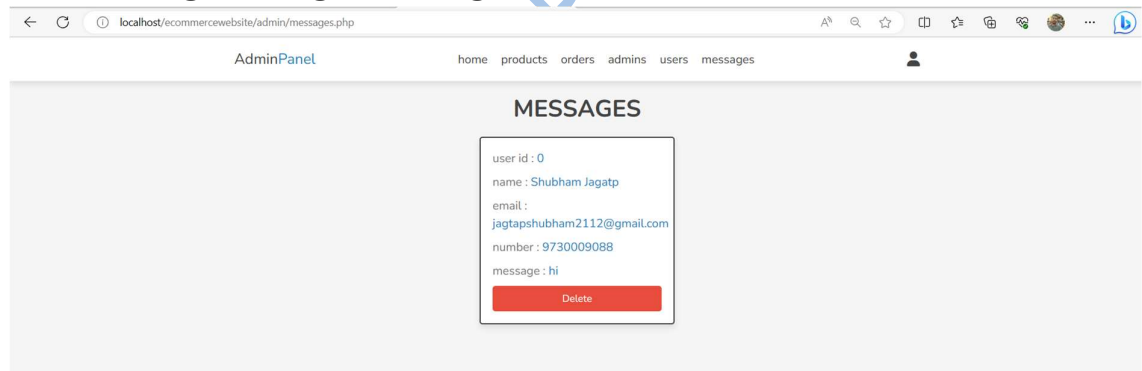 localhost/ecommercewebsite/admin/messages.php
AdminPanel home products orders admins users messages
MESSAGES
user id : 0
name : Shubham Jagatp
email :
jagtapshubham2112@gmail.com
number : 9730009088
message : hi
Delete